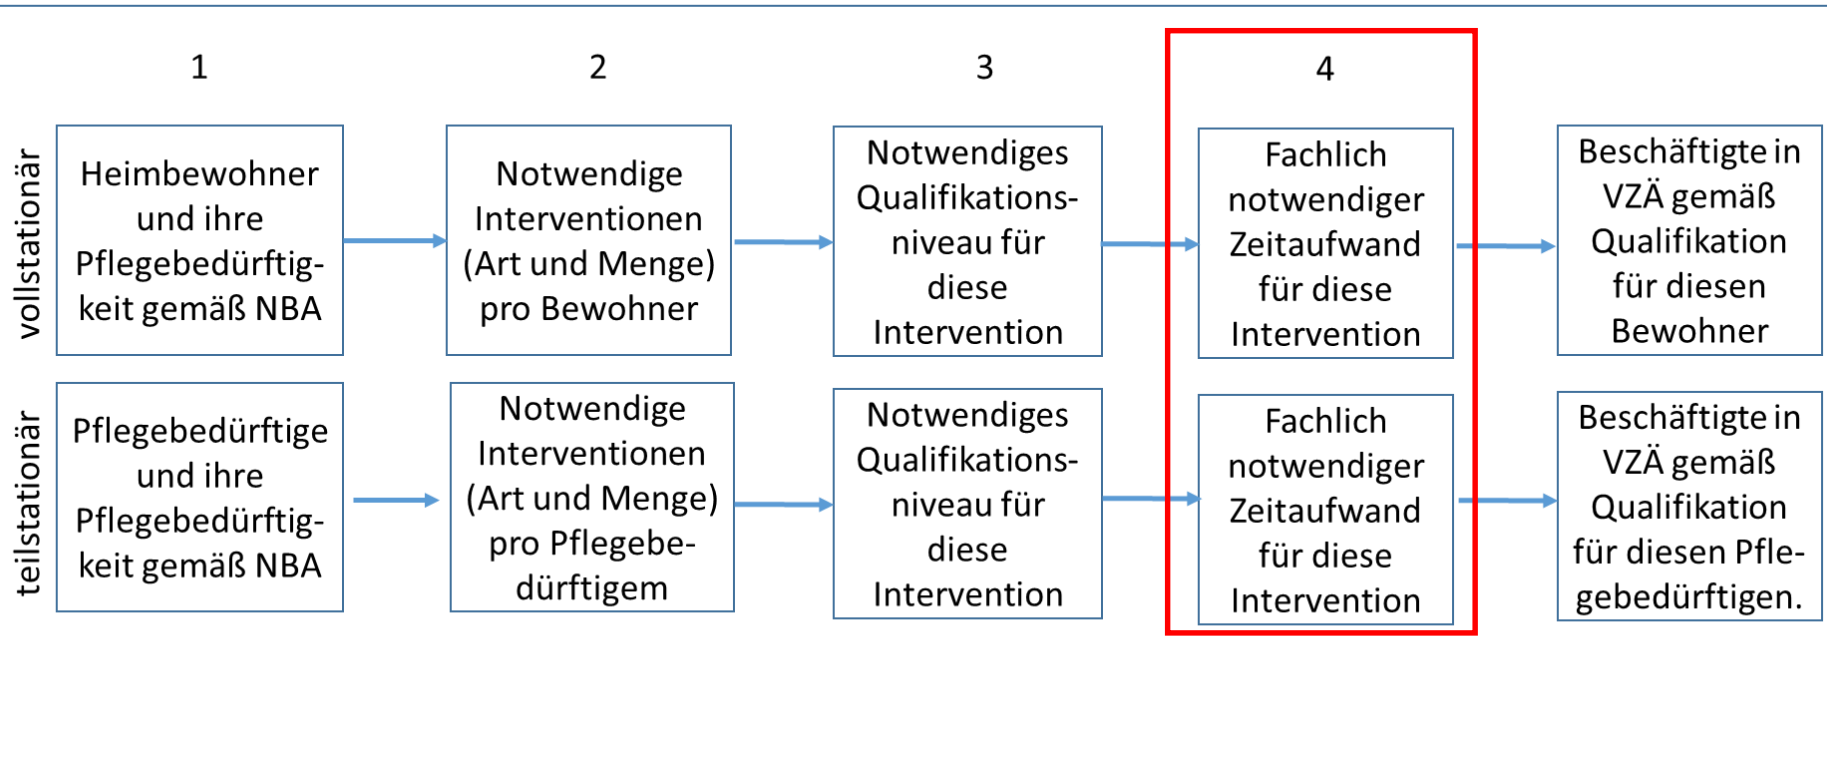 1
2
3
4
vollstationär
Heimbewohner
und ihre
Pflegebedürftig-
keit gemäß NBA
Notwendige
Interventionen
(Art und Menge)
pro Bewohner
Notwendiges
Qualifikations-
niveau für
diese
Intervention
Fachlich
notwendiger
Zeitaufwand
für diese
Intervention
Beschäftigte in
VZÄ gemäß
Qualifikation
für diesen
Bewohner
teilstationär
Pflegebedürftige
und ihre
Pflegebedürftig-
keit gemäß NBA
Notwendige
Interventionen
(Art und Menge)
pro Pflegebe-
dürftigem
Notwendiges
Qualifikations-
niveau für
diese
Intervention
Fachlich
notwendiger
Zeitaufwand
für diese
Intervention
Beschäftigte in
VZÄ gemäß
Qualifikation
für diesen Pfle-
gebedürftigen.